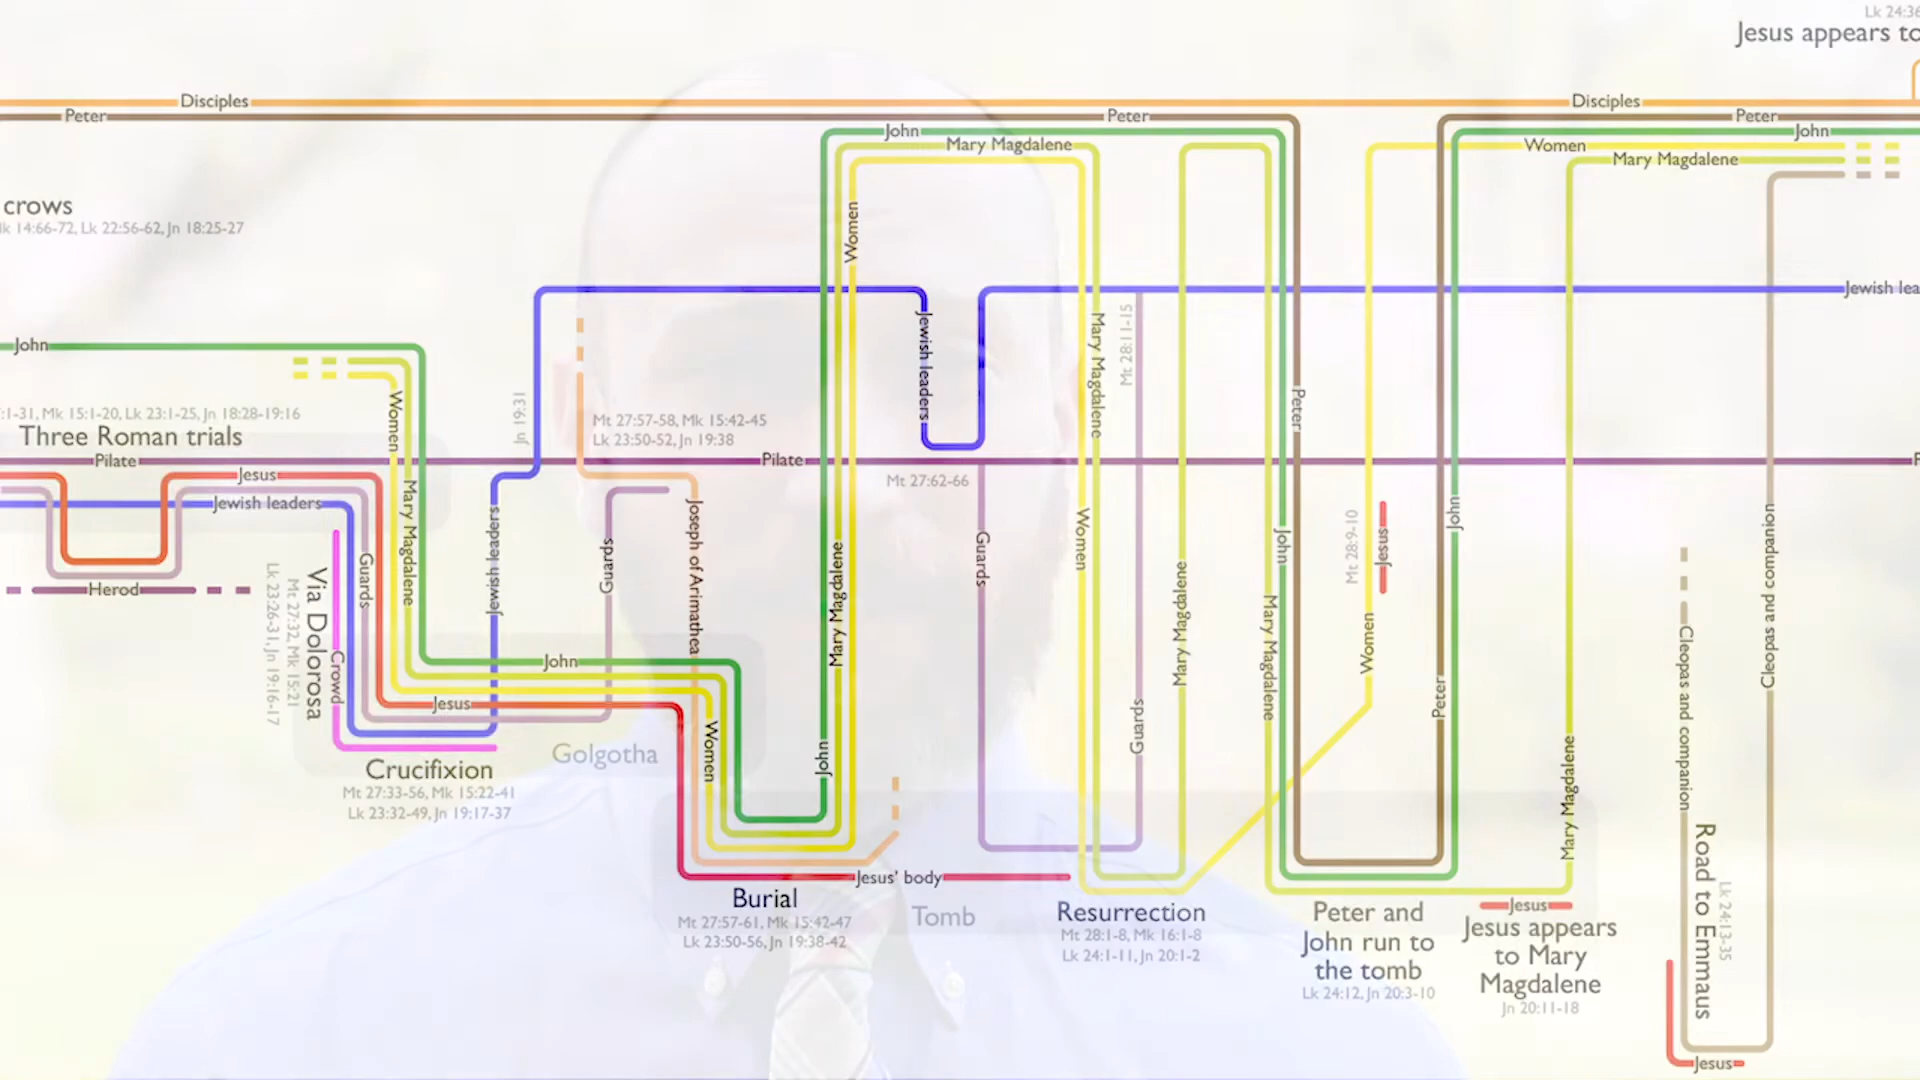 Lk 24:36
Jesus appears to
Disciples
Disciples
Peter
Peter
Peter
John
John
Mary Magdalene
Women
Mary Magdalene
crows
Mk 14:66-72, Lk 22:56-62, Jn 18:25-27
Women
Jewish leaders
Jewish lea
John
Mt 28:1-15
Mary Magdalene
Jn 19:31
Women
:1-31, Mk 15:1-20, Lk 23:1-25, Jn 18:28-19:16
Three Roman trials
Mt 27:57-58, Mk 15:42-45
Lk 23:50-52, Jn 19:38
Peter
Pilate
Pilate
Jesus
Jewish leaders
Mt 27:62-66
Mary Magdalene
Jewish leaders
Guards
Guards
Joseph of Arimathea
Guards
Women
John
Mt 28:9-10
Jesus
John
Herod
Via Dolorosa
Mt 27:32, Mk 15:21
Lk 23:26-31, Jn 19:16-17
Crowd
John
Jesus
Mary Magdalene
Mary Magdalene
Mary Magdalene
Women
Peter
Cleopas and companion
Cleopas and companion
Women
John
Guards
Mary Magdalene
Golgotha
Crucifixion
Mt 27:33-56, Mk 15:22-41
Lk 23:32-49, Jn 19:17-37
Jesus' body
Burial
Mt 27:57-61, Mk 15:42-47
Lk 23:50-56, Jn 19:38-42
Tomb
Resurrection
Mt 28:1-8, Mk 16:1-8
Lk 24:1-11, Jn 20:1-2
Peter and
John run to
the tomb
Lk 24:12, Jn 20:3-10
Jesus
Jesus appears
to Mary
Magdalene
Jn 20:11-18
Road to Emmaus
Lk 24:13-35
Jesus